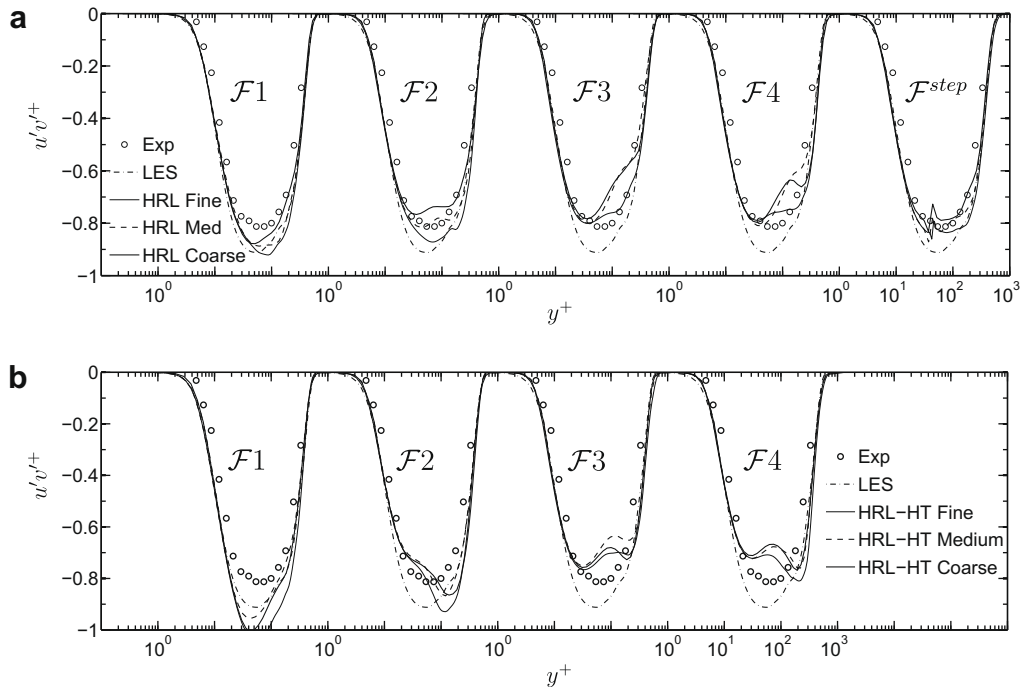 a
0
−0.2
−0.4
−0.6
−0.8
−1
u'v'+
F1
F2
F3
F4
F^step
Exp
LES
HRL Fine
HRL Med
HRL Coarse
10^0
10^0
10^0
10^0
10^0
10^1
10^2
10^3
y+
b
0
−0.2
−0.4
−0.6
−0.8
−1
u'v'+
F1
F2
F3
F4
Exp
LES
HRL−HT Fine
HRL−HT Medium
HRL−HT Coarse
10^0
10^0
10^0
10^0
10^1
10^2
10^3
y+